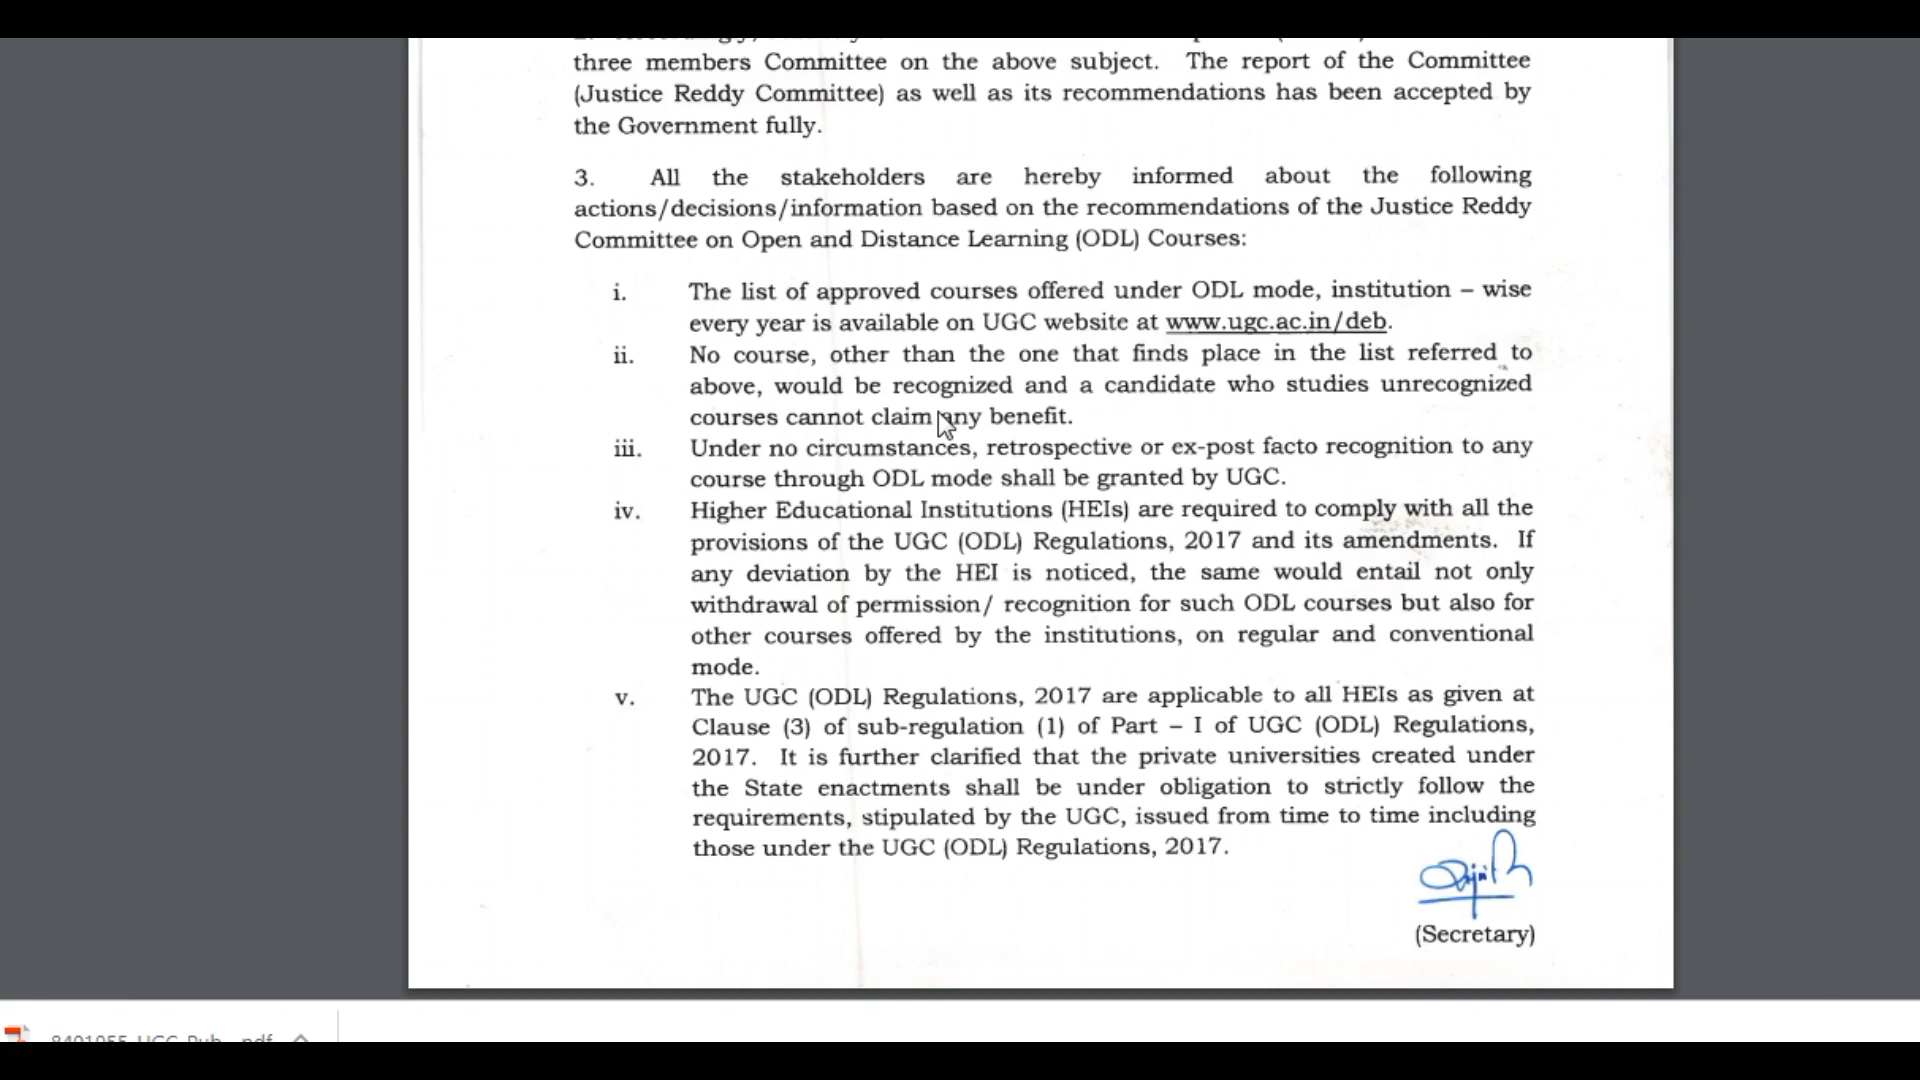 three members Committee on the above subject. The report of the Committee
(Justice Reddy Committee) as well as its recommendations has been accepted by
the Government fully.
3. All the stakeholders are hereby informed about the following
actions/decisions/information based on the recommendations of the Justice Reddy
Committee on Open and Distance Learning (ODL) Courses:
i. The list of approved courses offered under ODL mode, institution – wise
every year is available on UGC website at www.ugc.ac.in/deb.
ii. No course, other than the one that finds place in the list referred to
above, would be recognized and a candidate who studies unrecognized
courses cannot claim any benefit.
iii. Under no circumstances, retrospective or ex-post facto recognition to any
course through ODL mode shall be granted by UGC.
iv. Higher Educational Institutions (HEIs) are required to comply with all the
provisions of the UGC (ODL) Regulations, 2017 and its amendments. If
any deviation by the HEI is noticed, the same would entail not only
withdrawal of permission/ recognition for such ODL courses but also for
other courses offered by the institutions, on regular and conventional
mode.
v. The UGC (ODL) Regulations, 2017 are applicable to all HEIs as given at
Clause (3) of sub-regulation (1) of Part – I of UGC (ODL) Regulations,
2017. It is further clarified that the private universities created under
the State enactments shall be under obligation to strictly follow the
requirements, stipulated by the UGC, issued from time to time including
those under the UGC (ODL) Regulations, 2017.
(Secretary)